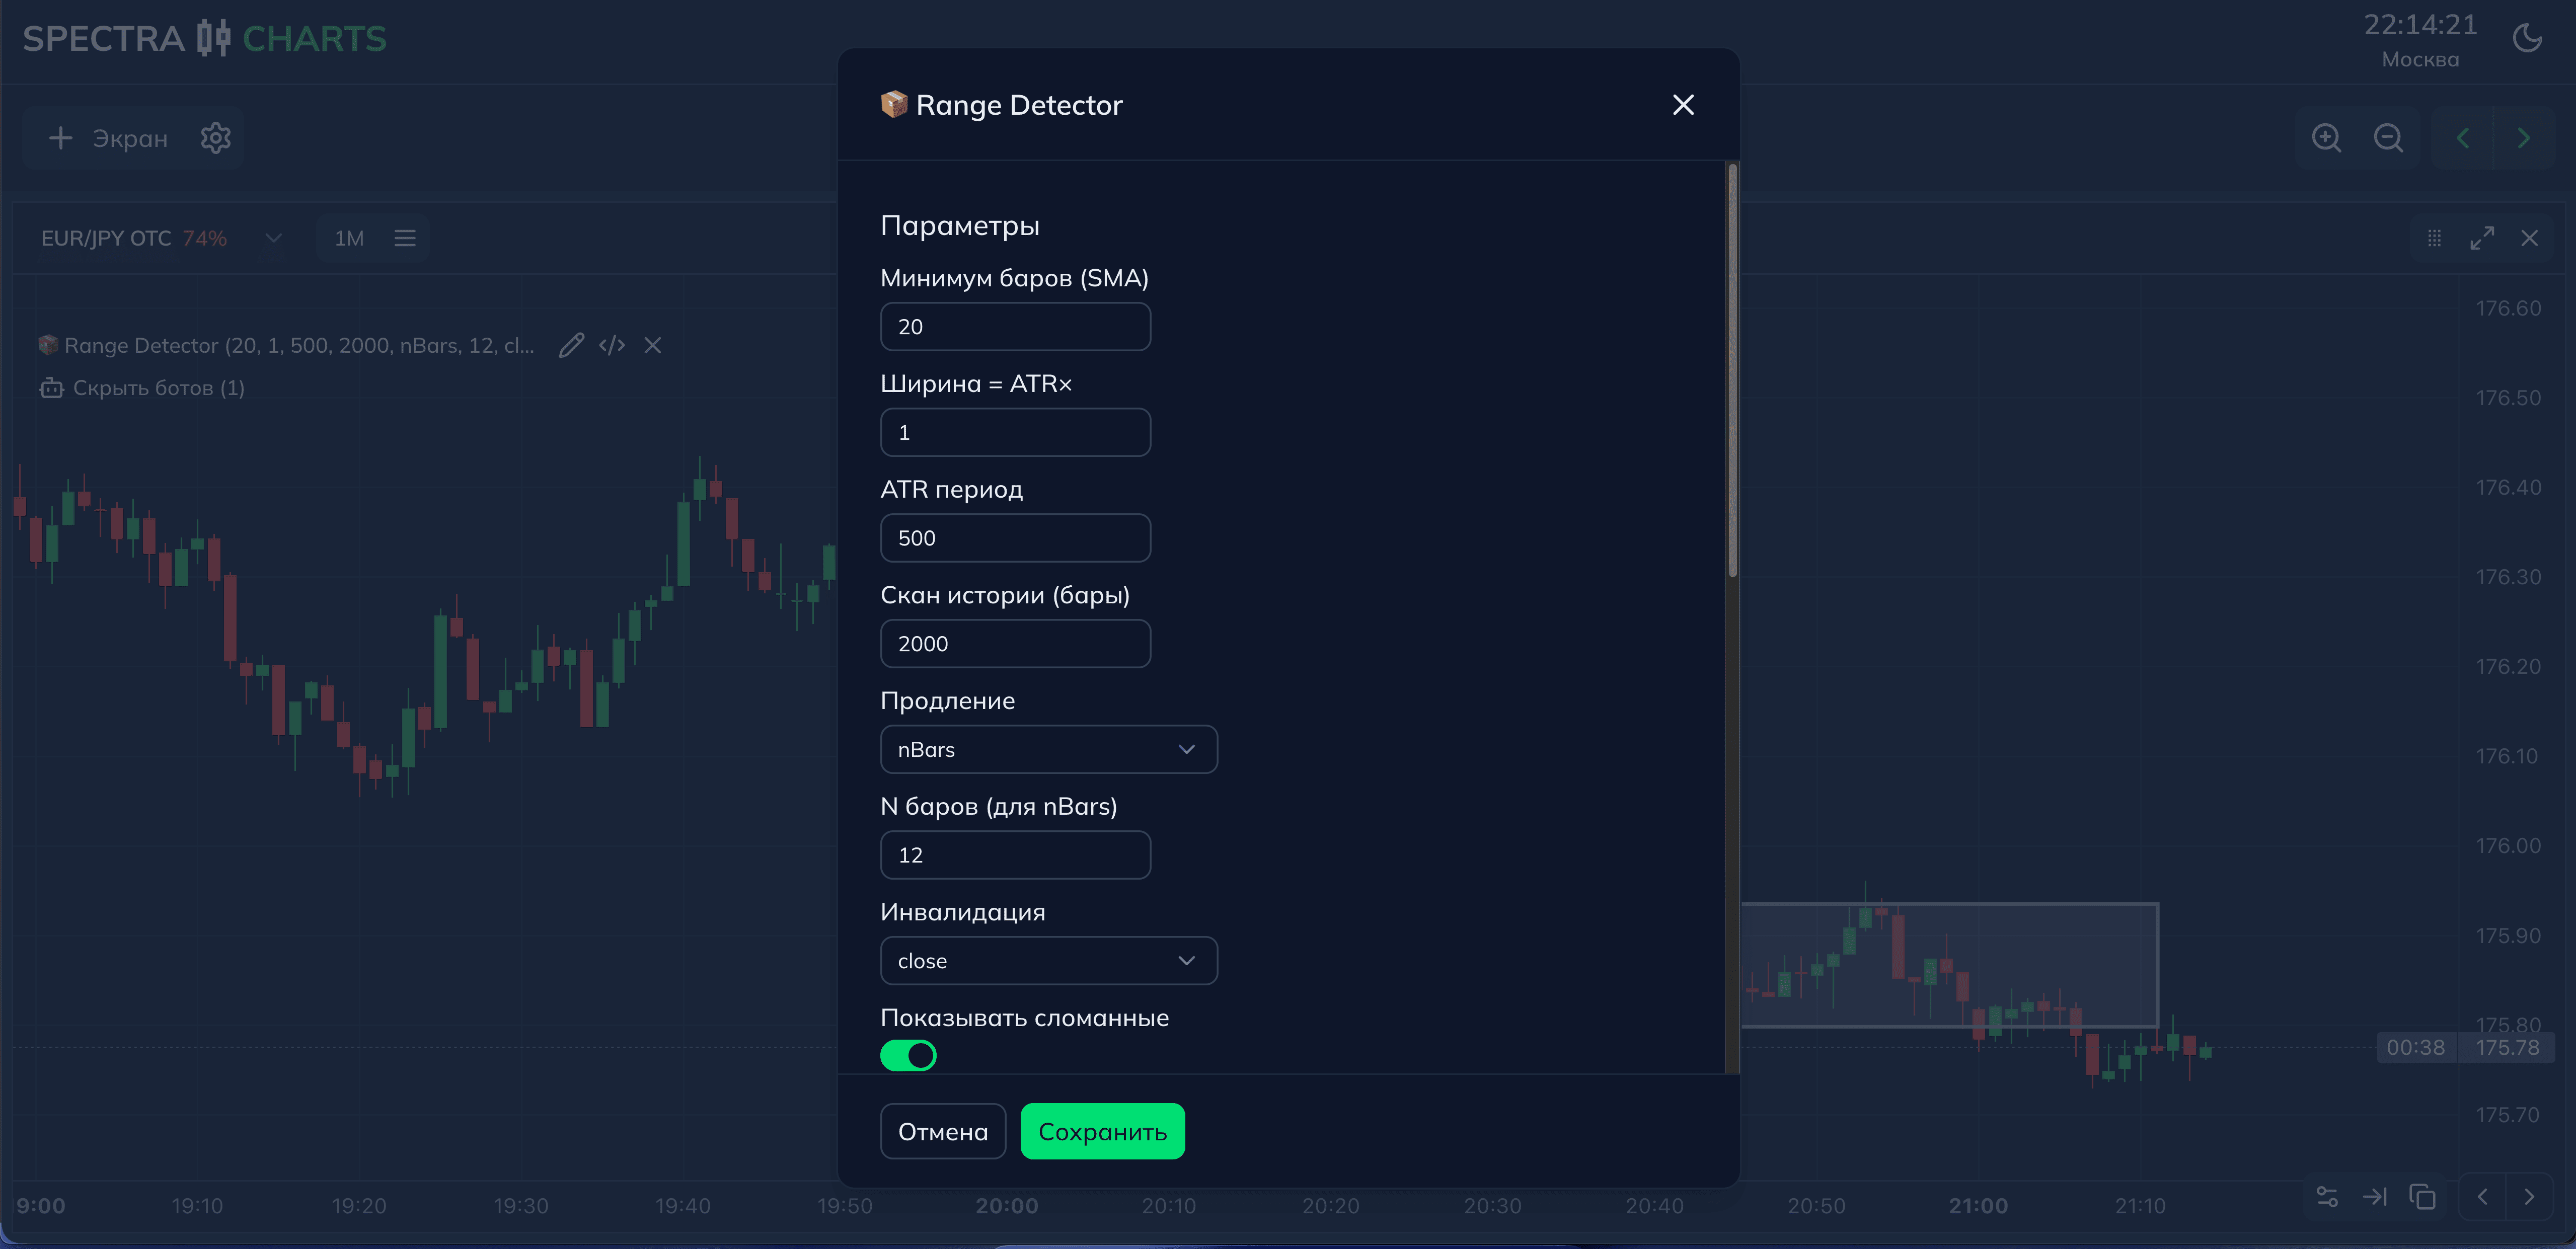 SPECTRA CHARTS
22:14:21
Москва
Экран
EUR/JPY OTC 74%
1M
Range Detector (20, 1, 500, 2000, nBars, 12, cl...
Скрыть ботов (1)
Range Detector
Параметры
Минимум баров (SMA)
20
Ширина = ATR×
1
ATR период
500
Скан истории (бары)
2000
Продление
nBars
N баров (для nBars)
12
Инвалидация
close
Показывать сломанные
Отмена
Сохранить
176.60
176.50
176.40
176.30
176.20
176.10
176.00
175.90
175.80
00:38
175.78
175.70
9:00
19:10
19:20
19:30
19:40
19:50
20:00
20:10
20:20
20:30
20:40
20:50
21:00
21:10